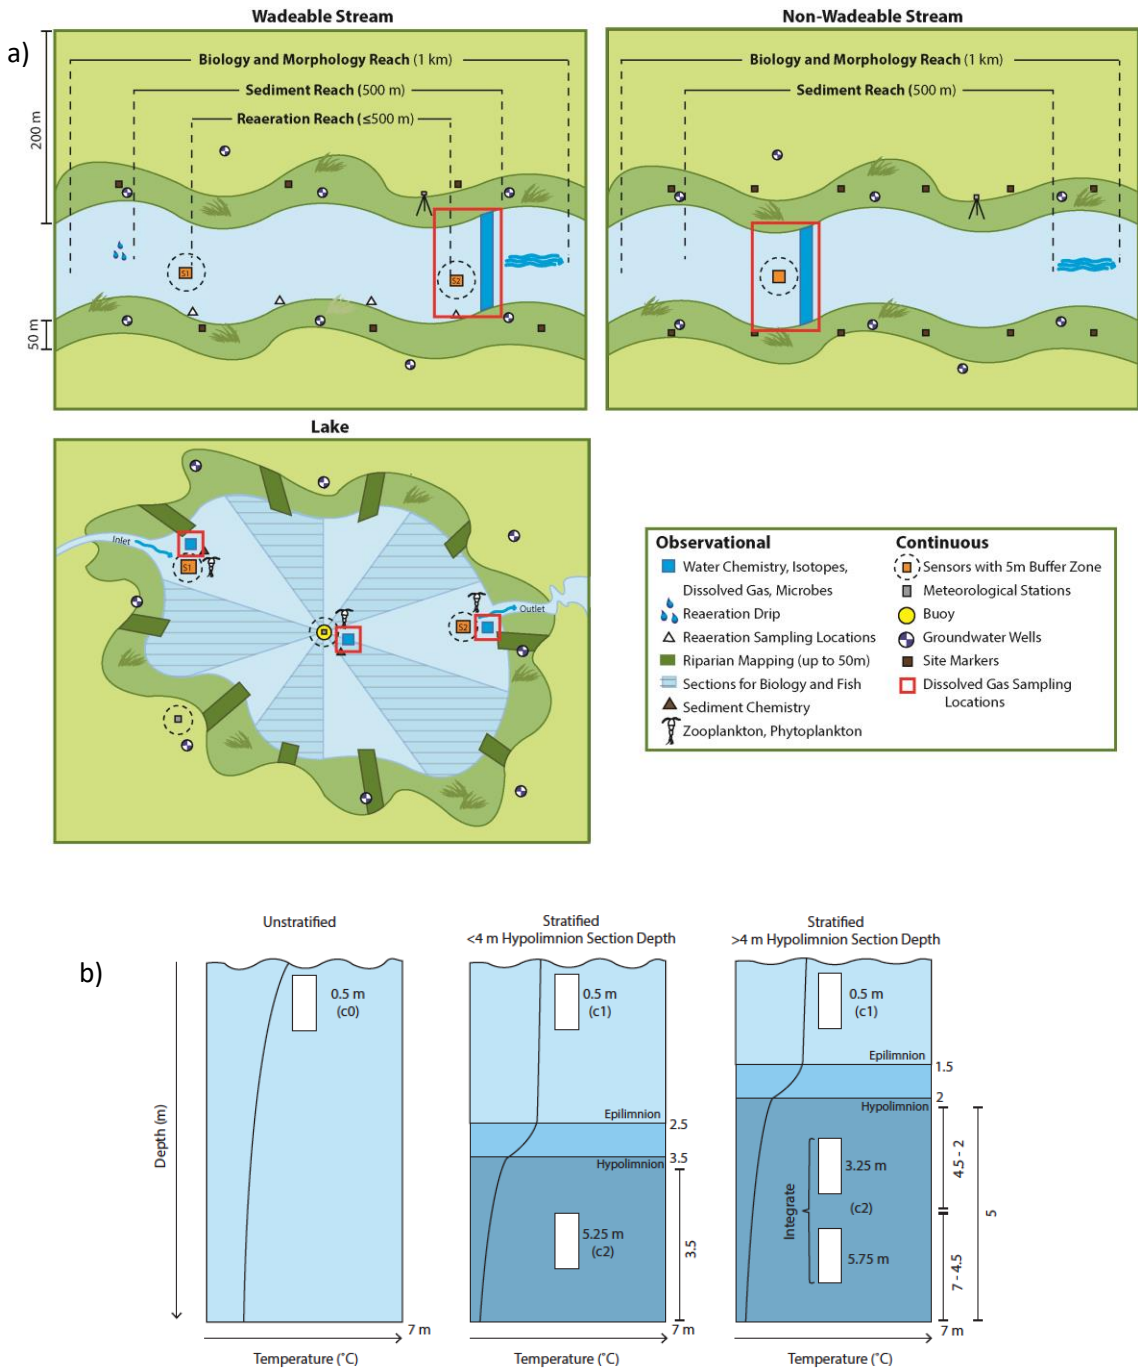 a)
Wadeable Stream
Non-Wadeable Stream
Biology and Morphology Reach (1 km)
Sediment Reach (500 m)
Reaeration Reach (≤500 m)
200 m
50 m
S1
S2
Biology and Morphology Reach (1 km)
Sediment Reach (500 m)
Lake
Inlet
S1
S2
Outlet
Observational
Water Chemistry, Isotopes,
Dissolved Gas, Microbes
Reaeration Drip
Reaeration Sampling Locations
Riparian Mapping (up to 50m)
Sections for Biology and Fish
Sediment Chemistry
Zooplankton, Phytoplankton
Continuous
Sensors with 5m Buffer Zone
Meteorological Stations
Buoy
Groundwater Wells
Site Markers
Dissolved Gas Sampling
Locations
b)
Depth (m)
Unstratified
0.5 m
(c0)
7 m
Temperature (˚C)
Stratified
<4 m Hypolimnion Section Depth
0.5 m
(c1)
Epilimnion
2.5
3.5
Hypolimnion
5.25 m
(c2)
3.5
7 m
Temperature (˚C)
Stratified
>4 m Hypolimnion Section Depth
0.5 m
(c1)
Epilimnion
1.5
2
Hypolimnion
Integrate
3.25 m
(c2)
5.75 m
4.5 - 2
7 - 4.5
5
7 m
Temperature (˚C)